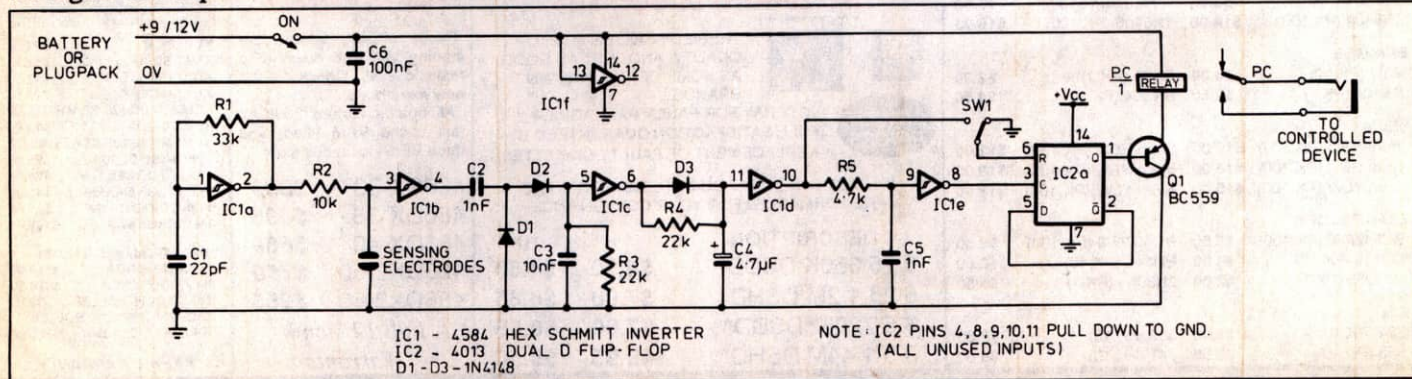 +9 /12V
ON
BATTERY
OR
PLUGPACK
0V
C6
100nF
13
14
12
7
IC1f
PC
1
RELAY
PC
TO
CONTROLLED
DEVICE
SW1
+Vcc
14
6
R
Q
1
3
C
IC2a
5
D
Q̄
2
7
Q1
BC559
R1
33k
1
2
IC1a
R2
10k
3
4
IC1b
C2
1nF
D2
5
6
IC1c
D3
R4
22k
11
10
IC1d
R5
4.7k
9
8
IC1e
C1
22pF
SENSING
ELECTRODES
D1
C3
10nF
R3
22k
+
C4
4·7µF
C5
1nF
IC1 - 4584 HEX SCHMITT INVERTER
IC2 - 4013 DUAL D FLIP-FLOP
D1-D3-1N4148
NOTE: IC2 PINS 4,8,9,10,11 PULL DOWN TO GND.
(ALL UNUSED INPUTS)